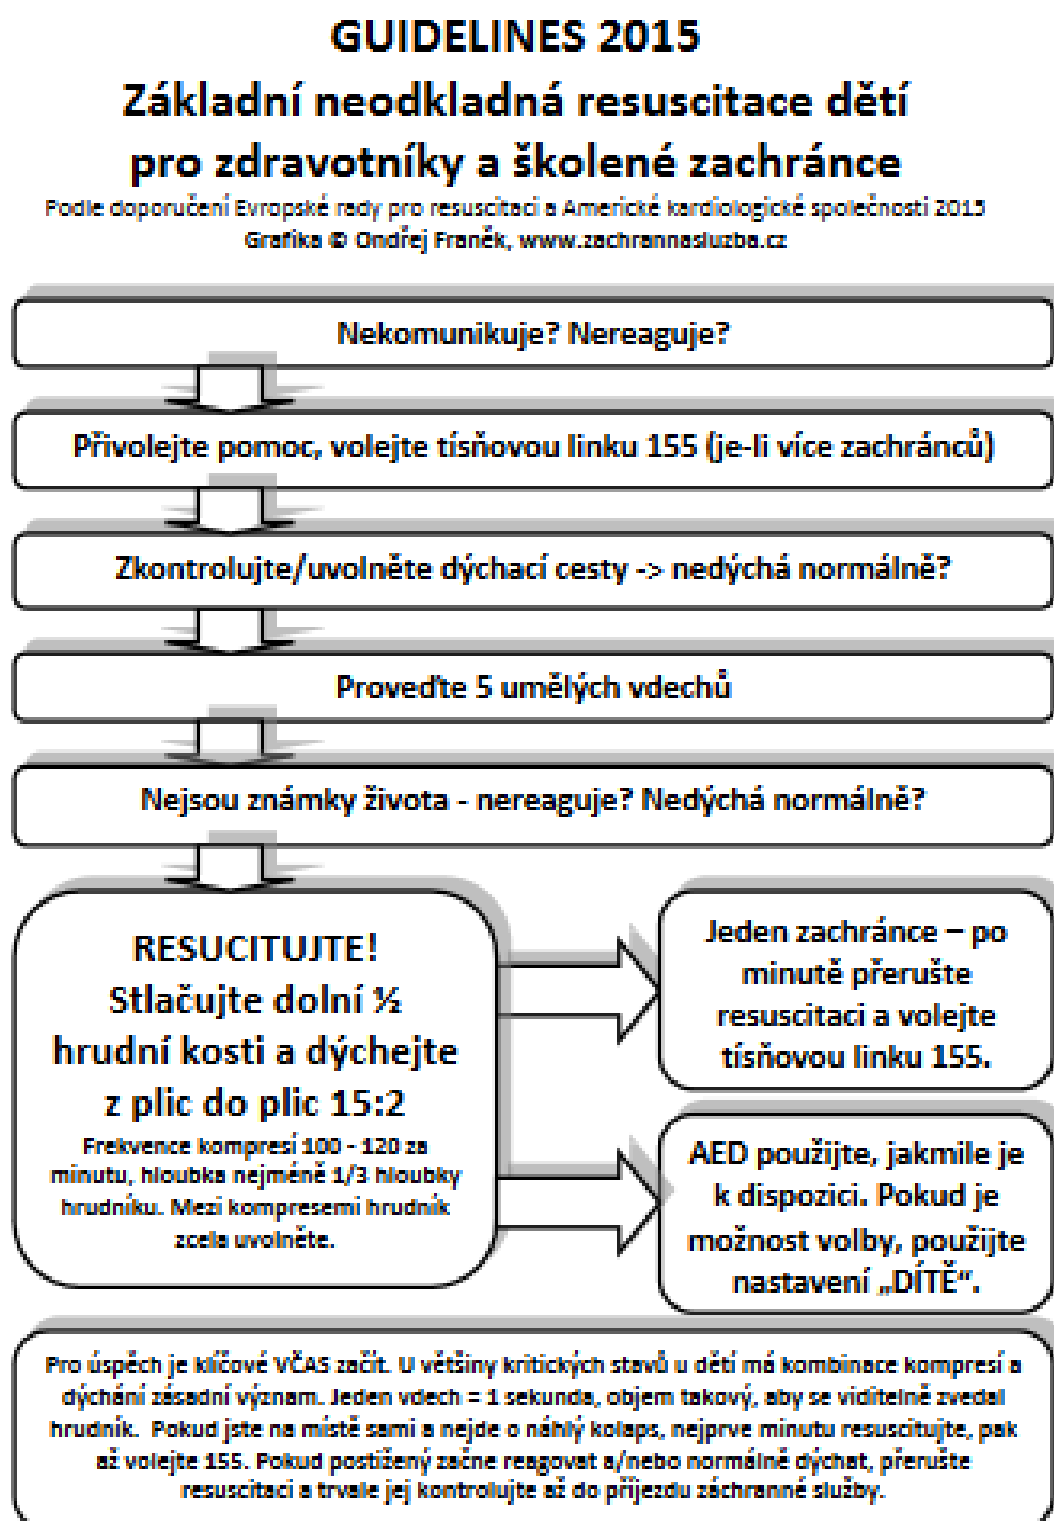 GUIDELINES 2015
Základní neodkladná resuscitace dětí
pro zdravotníky a školené zachránce
Podle doporučení Evropské rady pro resuscitaci a Americké kardiologické společnosti 2015
Grafika © Ondřej Franěk, www.zachrannasluzba.cz
Nekomunikuje? Nereaguje?
Přivolejte pomoc, volejte tísňovou linku 155 (je-li více zachránců)
Zkontrolujte/uvolněte dýchací cesty -> nedýchá normálně?
Proveďte 5 umělých vdechů
Nejsou známky života - nereaguje? Nedýchá normálně?
RESUCITUJTE!
Stlačujte dolní ½
hrudní kosti a dýchejte
z plic do plic 15:2
Frekvence kompresí 100 - 120 za
minutu, hloubka nejméně 1/3 hloubky
hrudníku. Mezi kompresemi hrudník
zcela uvolněte.
Jeden zachránce – po
minutě přerušte
resuscitaci a volejte
tísňovou linku 155.
AED použijte, jakmile je
k dispozici. Pokud je
možnost volby, použijte
nastavení „DÍTĚ“.
Pro úspěch je klíčové VČAS začít. U většiny kritických stavů u dětí má kombinace kompresí a
dýchání zásadní význam. Jeden vdech = 1 sekunda, objem takový, aby se viditelně zvedal
hrudník. Pokud jste na místě sami a nejde o náhlý kolaps, nejprve minutu resuscitujte, pak
až volejte 155. Pokud postižený začne reagovat a/nebo normálně dýchat, přerušte
resuscitaci a trvale jej kontrolujte až do příjezdu záchranné služby.